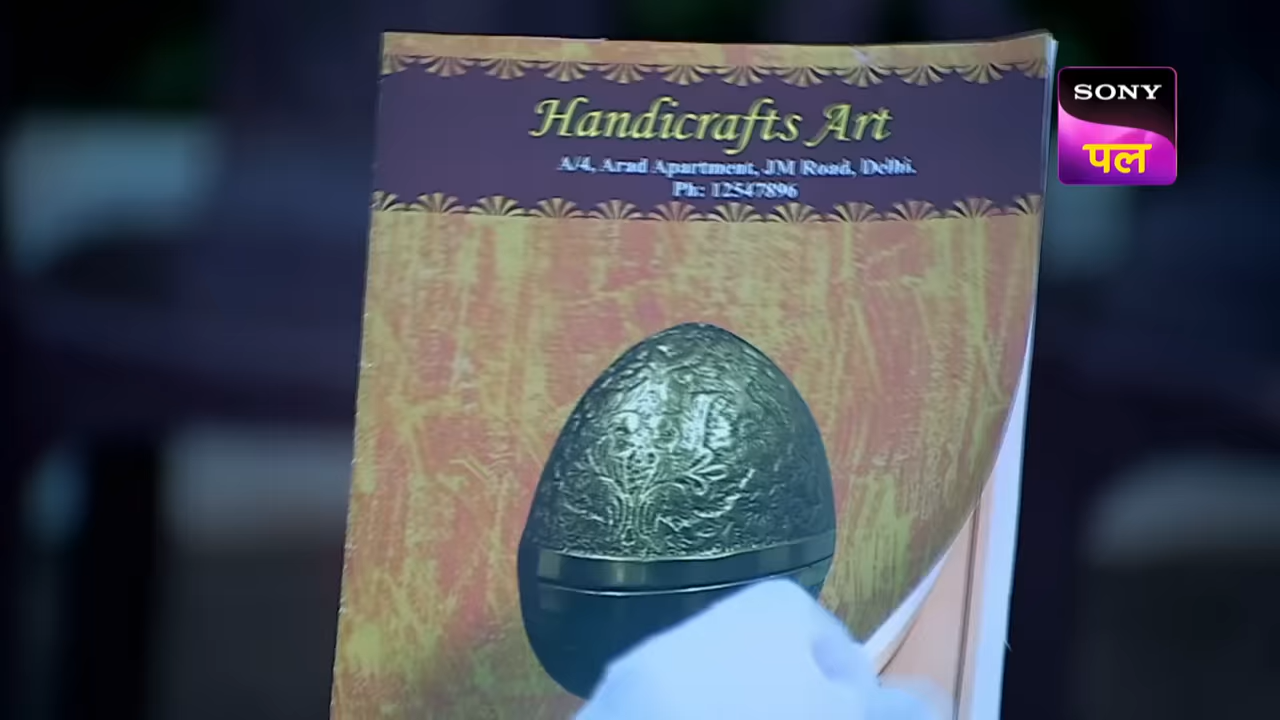 Handicrafts Art
A/4, Arad Apartment, JM Road, Delhi.
Ph: 12547896
SONY
पल